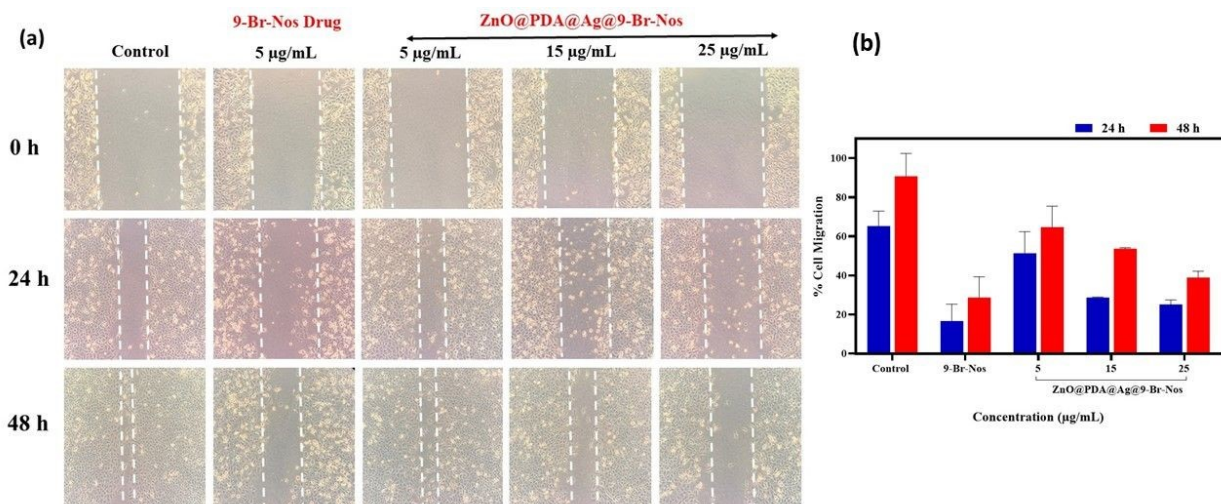 (a)
9-Br-Nos Drug
ZnO@PDA@Ag@9-Br-Nos
Control
5 µg/mL
5 µg/mL
15 µg/mL
25 µg/mL
0 h
24 h
48 h
(b)
24 h
48 h
% Cell Migration
100
80
60
40
20
0
Control
9-Br-Nos
5
15
25
ZnO@PDA@Ag@9-Br-Nos
Concentration (µg/mL)